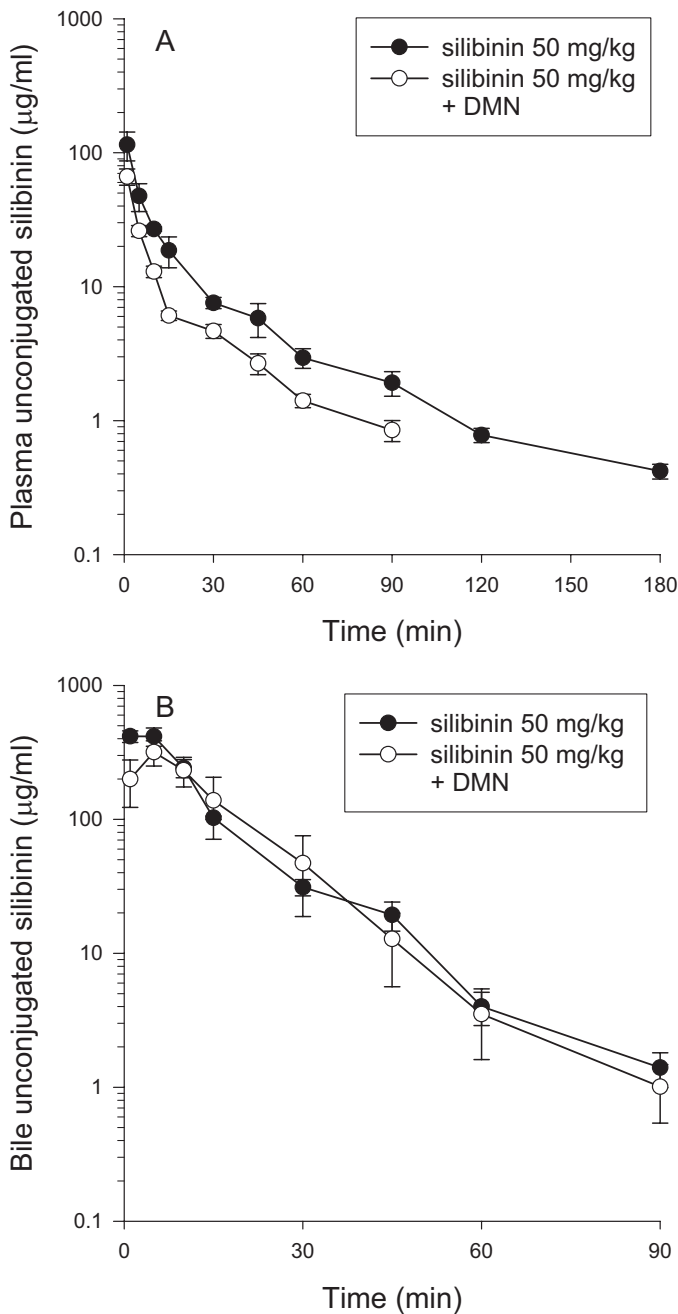 A
silibinin 50 mg/kg
silibinin 50 mg/kg
+ DMN
Plasma unconjugated silibinin (μg/ml)
1000
100
10
1
0.1
0 30 60 90 120 150 180
Time (min)
B
silibinin 50 mg/kg
silibinin 50 mg/kg
+ DMN
Bile unconjugated silibinin (μg/ml)
1000
100
10
1
0.1
0 30 60 90
Time (min)